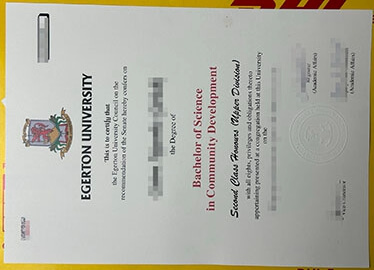 EGERTON UNIVERSITY
This is to certify that
the Egerton University Council on the
recommendation of the Senate hereby confers on
the Degree of
Bachelor of Science
in Community Development
Second Class Honours (Upper Division)
with all rights, privileges and obligations thereto
appertaining presented at a congregation held at this University
on the
(Academic Affairs)
(Academic Affairs)